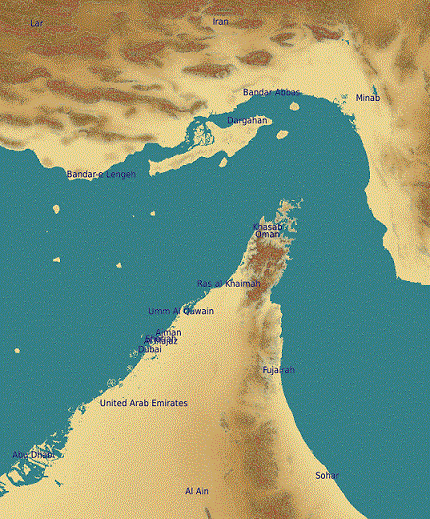 Lar
Iran
Bandar Abbas
Minab
Dargahan
Bandar-e Lengeh
Khasab
Oman
Ras al Khaimah
Umm Al Quwain
Ajman
Sharjah
Dubai
Fujairah
United Arab Emirates
Abu Dhabi
Sohar
Al Ain